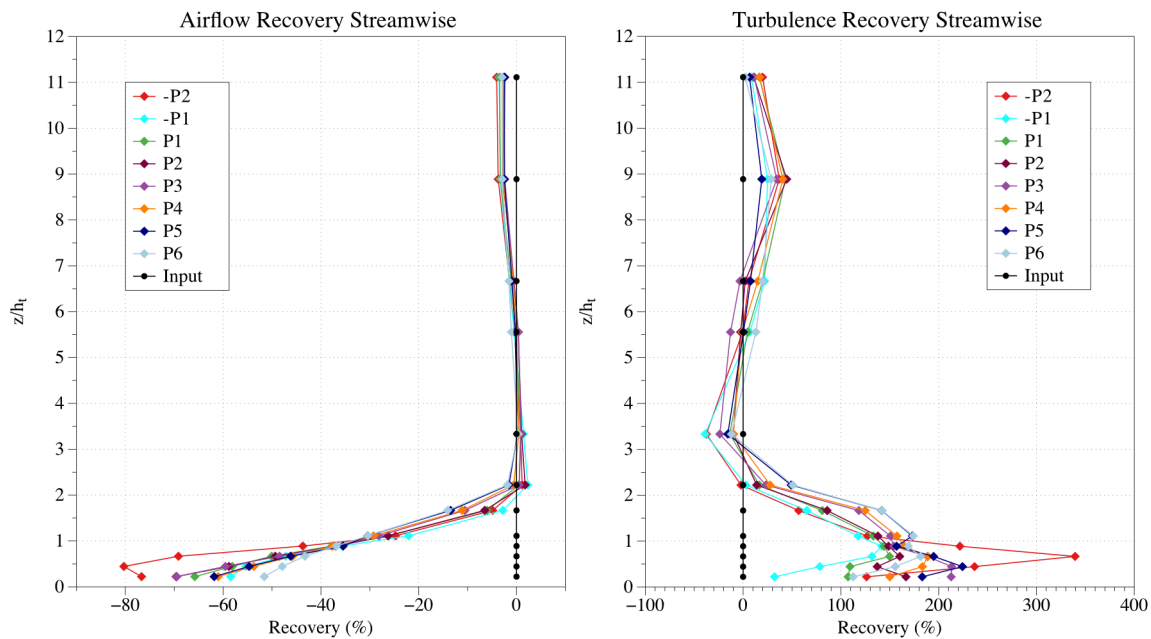 Airflow Recovery Streamwise
12
11
10
9
8
7
6
5
4
3
2
1
0
z/ht
-P2
-P1
P1
P2
P3
P4
P5
P6
Input
−80
−60
−40
−20
0
Recovery (%)
Turbulence Recovery Streamwise
12
11
10
9
8
7
6
5
4
3
2
1
0
z/ht
-P2
-P1
P1
P2
P3
P4
P5
P6
Input
−100
0
100
200
300
400
Recovery (%)